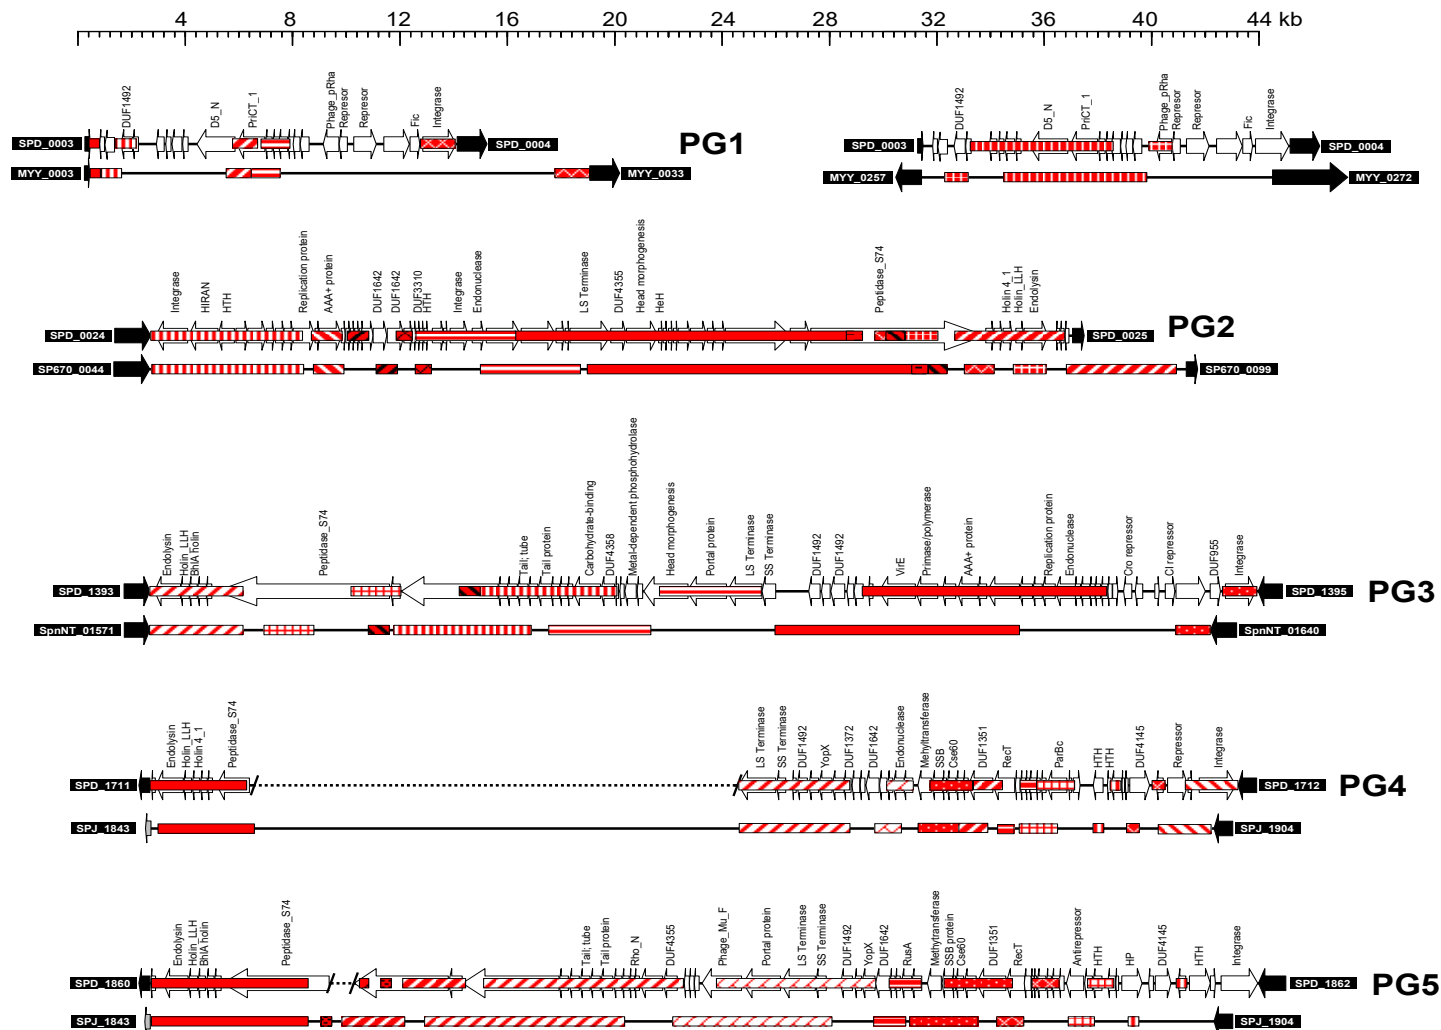 4 8 12 16 20 24 28 32 36 40 44 kb
DUF1492 D5_N PriCT_1 Phage_pRha Represor Represor Fic Integrase
DUF1492 D5_N PriCT_1 Phage_pRha Represor Represor Fic Integrase
SPD_0003 SPD_0004 PG1 SPD_0003 SPD_0004
MYY_0003 MYY_0033 MYY_0257 MYY_0272
Integrase HIRAN HTH Replication protein AAA+ protein DUF1642 DUF1642 DUF3310 HTH Integrase Endonuclease LS Terminase DUF4355 Head morphogenesis HeH Peptidase_S74 Holin 4_1 Holin_LLH Endolysin
SPD_0024 SPD_0025 PG2
SP670_0044 SP670_0099
Endolysin Holin_LLH BhlA holin Peptidase_S74 Tail; tube Tail protein Carbohydrate-binding DUF4358 Metal-dependent phosphohydrolase Head morphogenesis Portal protein LS Terminase SS Terminase DUF1492 DUF1492 VirE Primase/polymerase AAA+ protein Replication protein Endonuclease Cro repressor CI repressor DUF955 Integrase
SPD_1393 SPD_1395 PG3
SpnNT_01571 SpnNT_01640
Endolysin Holin_LLH Holin 4_1 Peptidase_S74 LS Terminase SS Terminase DUF1492 YopX DUF1372 DUF1642 Endonuclease Mehyltransferase SSB Cse60 DUF1351 RecT ParBc HTH HTH DUF4145 Repressor Integrase
SPD_1711 SPD_1712 PG4
SPJ_1843 SPJ_1904
Endolysin Holin_LLH BhlA holin Peptidase_S74 Tail; tube Tail protein Rho_N DUF4355 Phage_Mu_F Portal protein LS Terminase SS Terminase DUF1492 YopX DUF1642 RusA Methytransferase SSB protein Cse60 DUF1351 RecT Antirepressor HTH HP DUF4145 HTH Integrase
SPD_1860 SPD_1862 PG5
SPJ_1843 SPJ_1904